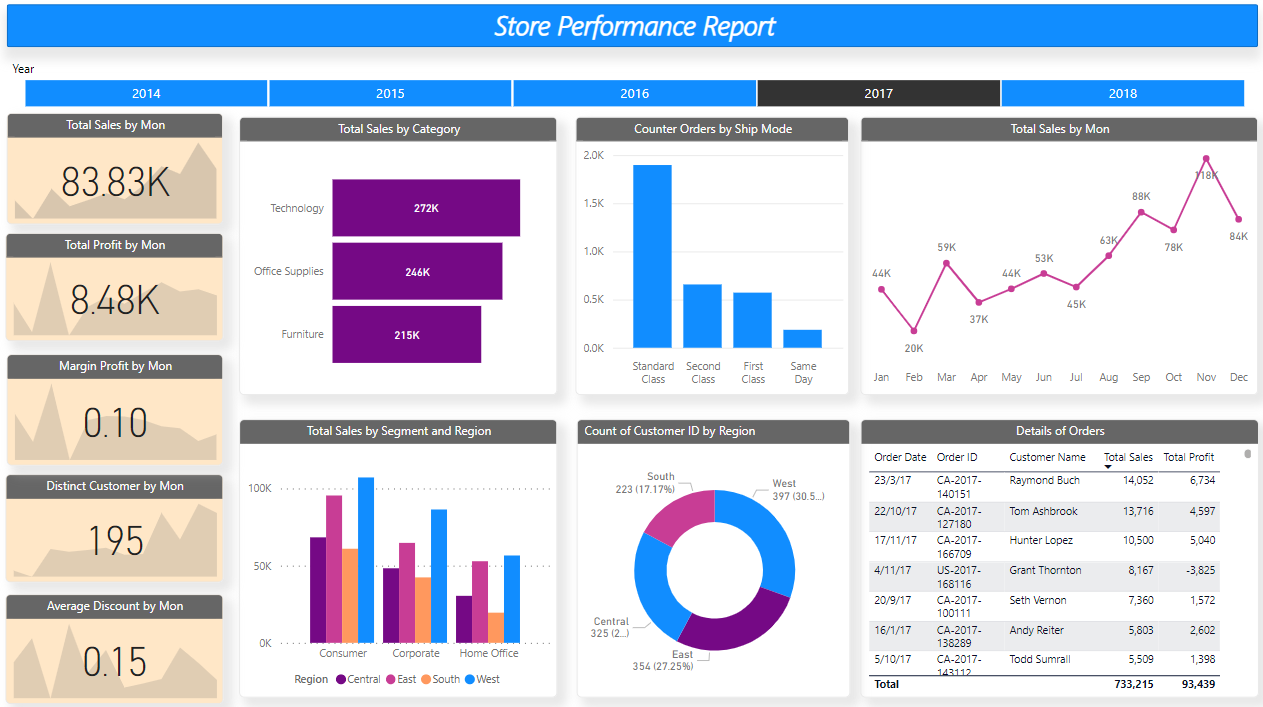 Store Performance Report
Year
2014 2015 2016 2017 2018
Total Sales by Mon
83.83K
Total Profit by Mon
8.48K
Margin Profit by Mon
0.10
Distinct Customer by Mon
195
Average Discount by Mon
0.15
Total Sales by Category
Technology 272K
Office Supplies 246K
Furniture 215K
Counter Orders by Ship Mode
2.0K
1.5K
1.0K
0.5K
0.0K
Standard Second First Same
Class Class Class Day
Total Sales by Mon
44K 20K 59K 37K 44K 53K 45K 63K 88K 78K 118K 84K
Jan Feb Mar Apr May Jun Jul Aug Sep Oct Nov Dec
Total Sales by Segment and Region
100K
50K
0K
Consumer Corporate Home Office
Region Central East South West
Count of Customer ID by Region
South
223 (17.17%)
West
397 (30.5...)
Central
325 (2...)
East
354 (27.25%)
Details of Orders
Order Date Order ID Customer Name Total Sales Total Profit
23/3/17 CA-2017- Raymond Buch 14,052 6,734
140151
22/10/17 CA-2017- Tom Ashbrook 13,716 4,597
127180
17/11/17 CA-2017- Hunter Lopez 10,500 5,040
166709
4/11/17 US-2017- Grant Thornton 8,167 -3,825
168116
20/9/17 CA-2017- Seth Vernon 7,360 1,572
100111
16/1/17 CA-2017- Andy Reiter 5,803 2,602
138289
5/10/17 CA-2017- Todd Sumrall 5,509 1,398
143112
Total 733,215 93,439